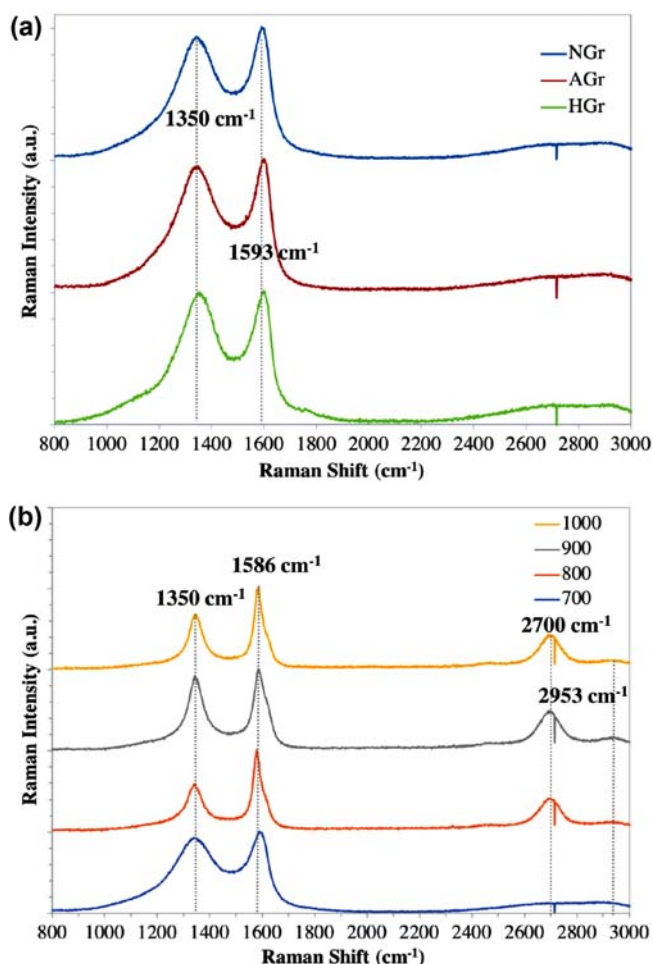 (a)
NGr
AGr
HGr
1350 cm-1
1593 cm-1
Raman Intensity (a.u.)
800 1000 1200 1400 1600 1800 2000 2200 2400 2600 2800 3000
Raman Shift (cm-1)
(b)
1000
900
800
700
1586 cm-1
1350 cm-1
2700 cm-1
2953 cm-1
Raman Intensity (a.u.)
800 1000 1200 1400 1600 1800 2000 2200 2400 2600 2800 3000
Raman Shift (cm-1)